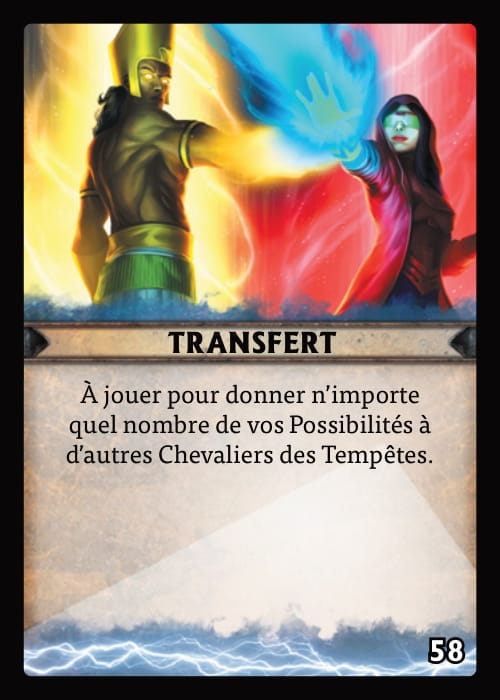 TRANSFERT
À jouer pour donner n’importe
quel nombre de vos Possibilités à
d’autres Chevaliers des Tempêtes.
58